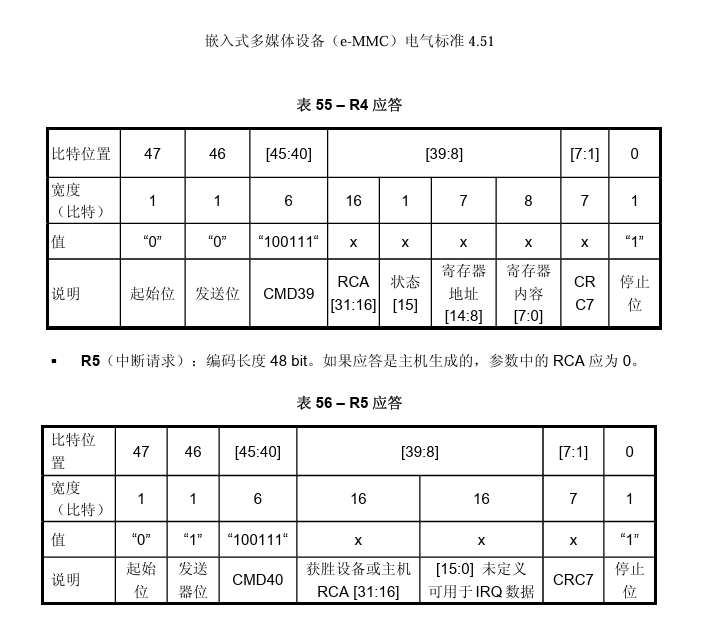 嵌入式多媒体设备（e-MMC）电气标准 4.51
表 55 – R4 应答
比特位置 47 46 [45:40] [39:8] [7:1] 0
宽度（比特） 1 1 6 16 1 7 8 7 1
值 “0” “0” “100111“ x x x x x “1”
说明 起始位 发送位 CMD39 RCA [31:16] 状态 [15] 寄存器地址 [14:8] 寄存器内容 [7:0] CRC7 停止位
▪ R5（中断请求）：编码长度 48 bit。如果应答是主机生成的，参数中的 RCA 应为 0。
表 56 – R5 应答
比特位置 47 46 [45:40] [39:8] [7:1] 0
宽度（比特） 1 1 6 16 16 7 1
值 “0” “1” “100111“ x x x “1”
说明 起始位 发送器位 CMD40 获胜设备或主机 RCA [31:16] [15:0] 未定义 可用于 IRQ 数据 CRC7 停止位